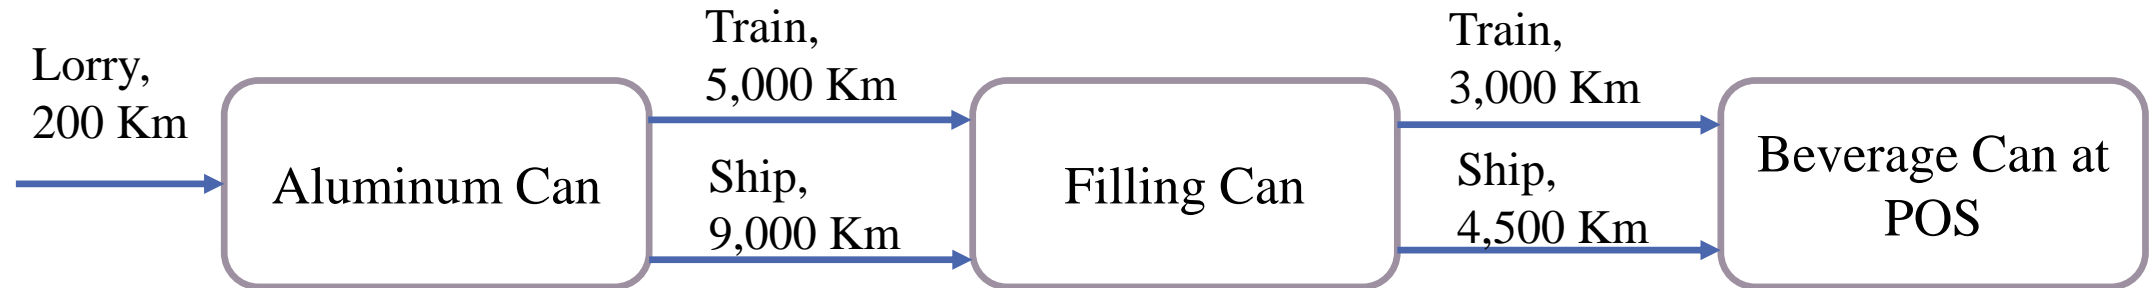 Lorry,
200 Km
Aluminum Can
Train,
5,000 Km
Ship,
9,000 Km
Filling Can
Train,
3,000 Km
Ship,
4,500 Km
Beverage Can at
POS